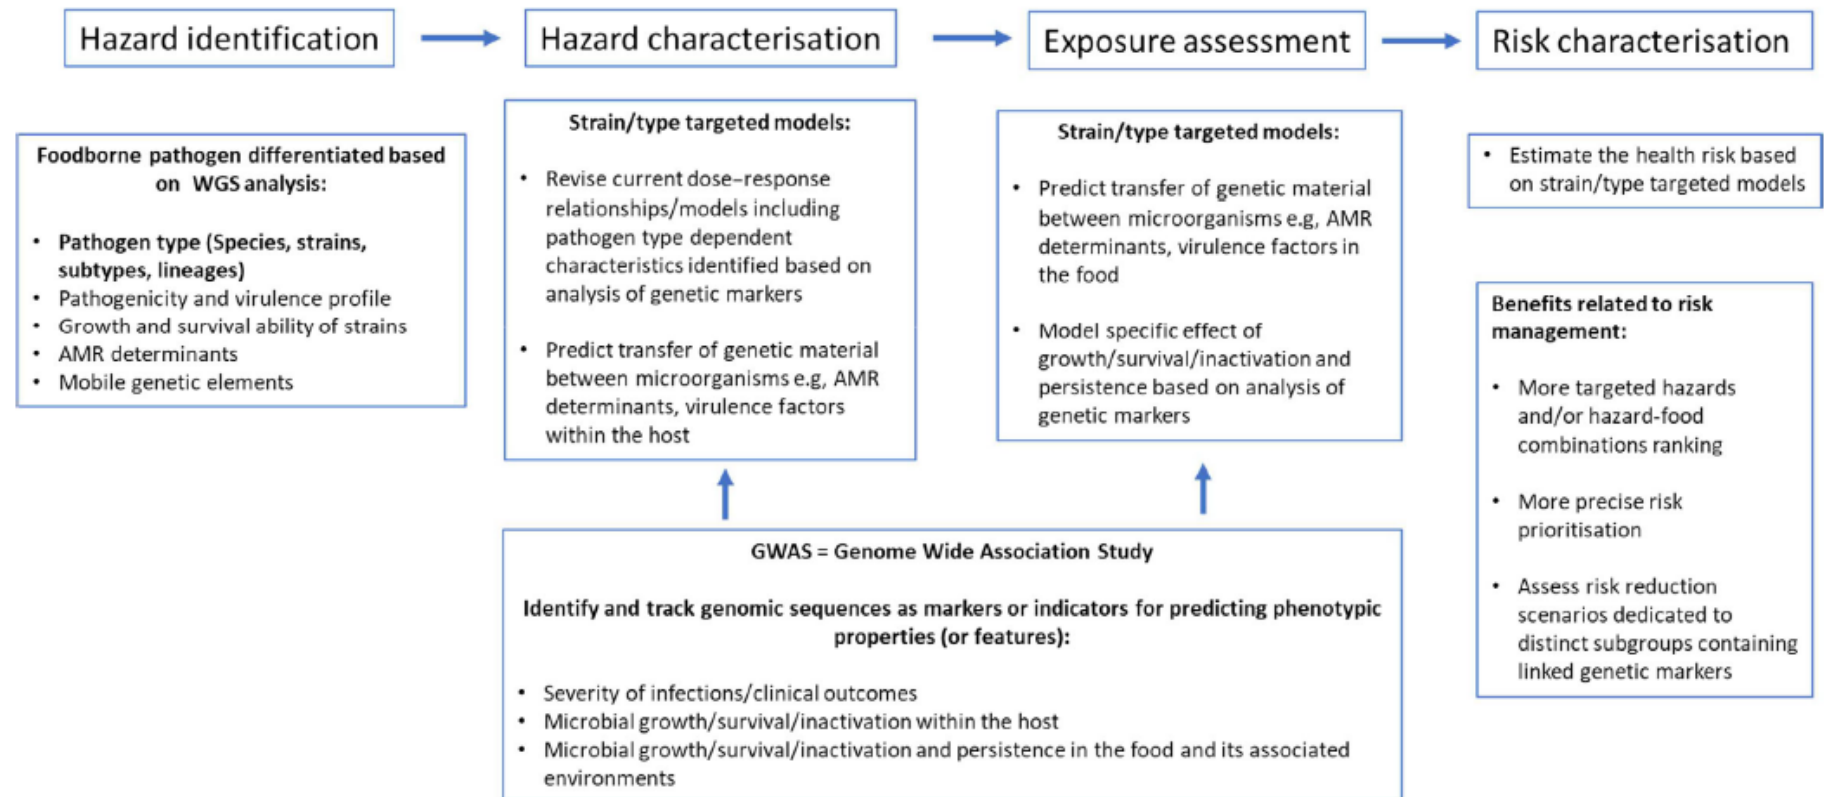 Hazard identification
Hazard characterisation
Exposure assessment
Risk characterisation
Foodborne pathogen differentiated based
on WGS analysis:
• Pathogen type (Species, strains,
subtypes, lineages)
• Pathogenicity and virulence profile
• Growth and survival ability of strains
• AMR determinants
• Mobile genetic elements
Strain/type targeted models:
• Revise current dose–response
relationships/models including
pathogen type dependent
characteristics identified based on
analysis of genetic markers
• Predict transfer of genetic material
between microorganisms e.g, AMR
determinants, virulence factors
within the host
Strain/type targeted models:
• Predict transfer of genetic material
between microorganisms e.g, AMR
determinants, virulence factors in
the food
• Model specific effect of
growth/survival/inactivation and
persistence based on analysis of
genetic markers
• Estimate the health risk based
on strain/type targeted models
Benefits related to risk
management:
• More targeted hazards
and/or hazard-food
combinations ranking
• More precise risk
prioritisation
• Assess risk reduction
scenarios dedicated to
distinct subgroups containing
linked genetic markers
GWAS = Genome Wide Association Study
Identify and track genomic sequences as markers or indicators for predicting phenotypic
properties (or features):
• Severity of infections/clinical outcomes
• Microbial growth/survival/inactivation within the host
• Microbial growth/survival/inactivation and persistence in the food and its associated
environments